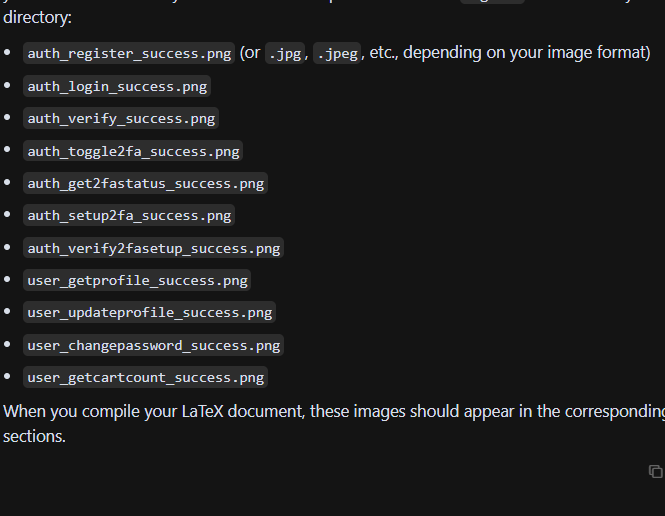 directory:
auth_register_success.png (or .jpg, .jpeg, etc., depending on your image format)
auth_login_success.png
auth_verify_success.png
auth_toggle2fa_success.png
auth_get2fastatus_success.png
auth_setup2fa_success.png
auth_verify2fasetup_success.png
user_getprofile_success.png
user_updateprofile_success.png
user_changepassword_success.png
user_getcartcount_success.png
When you compile your LaTeX document, these images should appear in the corresponding
sections.